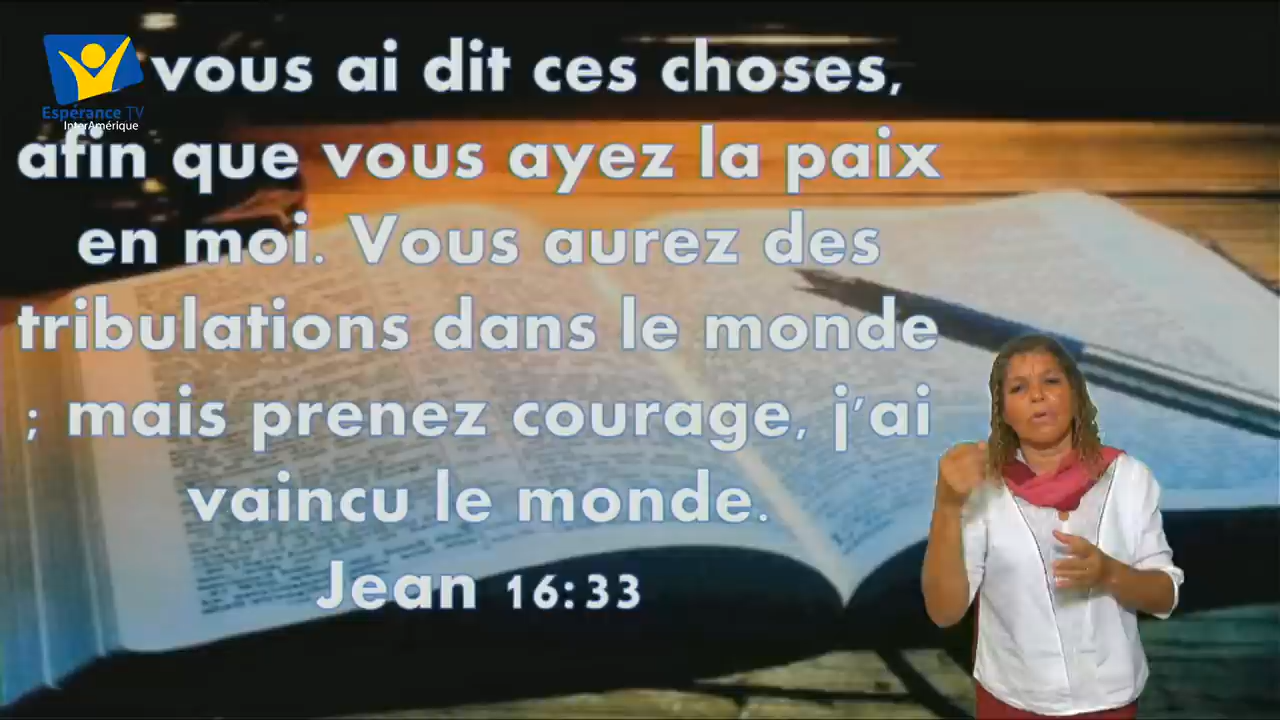 vous ai dit ces choses,
afin que vous ayez la paix
en moi. Vous aurez des
tribulations dans le monde
; mais prenez courage, j'ai
vaincu le monde.
Jean 16:33
Espérance TV
InterAmérique